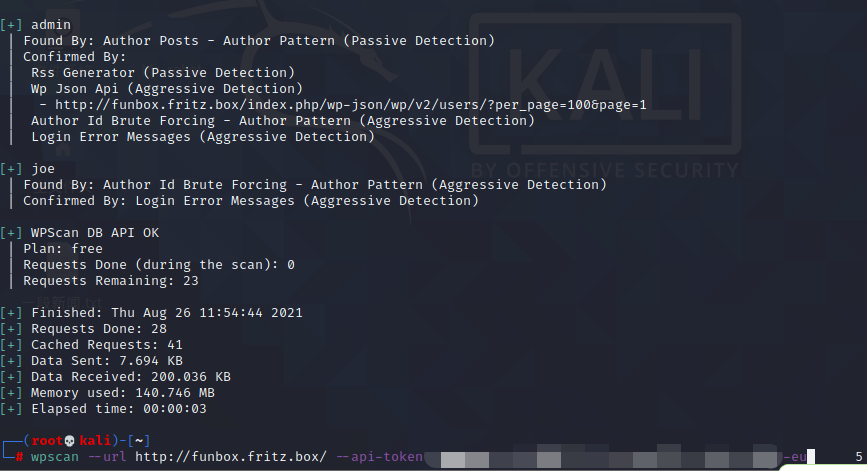 [+] admin
| Found By: Author Posts - Author Pattern (Passive Detection)
| Confirmed By:
|  Rss Generator (Passive Detection)
|  Wp Json Api (Aggressive Detection)
|   - http://funbox.fritz.box/index.php/wp-json/wp/v2/users/?per_page=100&page=1
|  Author Id Brute Forcing - Author Pattern (Aggressive Detection)
|  Login Error Messages (Aggressive Detection)
[+] joe
| Found By: Author Id Brute Forcing - Author Pattern (Aggressive Detection)
| Confirmed By: Login Error Messages (Aggressive Detection)
[+] WPScan DB API OK
| Plan: free
| Requests Done (during the scan): 0
| Requests Remaining: 23
[+] Finished: Thu Aug 26 11:54:44 2021
[+] Requests Done: 28
[+] Cached Requests: 41
[+] Data Sent: 7.694 KB
[+] Data Received: 200.036 KB
[+] Memory used: 140.746 MB
[+] Elapsed time: 00:00:03
┌──(root💀kali)-[~]
└─# wpscan --url http://funbox.fritz.box/ --api-token -eu 5
KALI
BY OFFENSIVE SECURITY